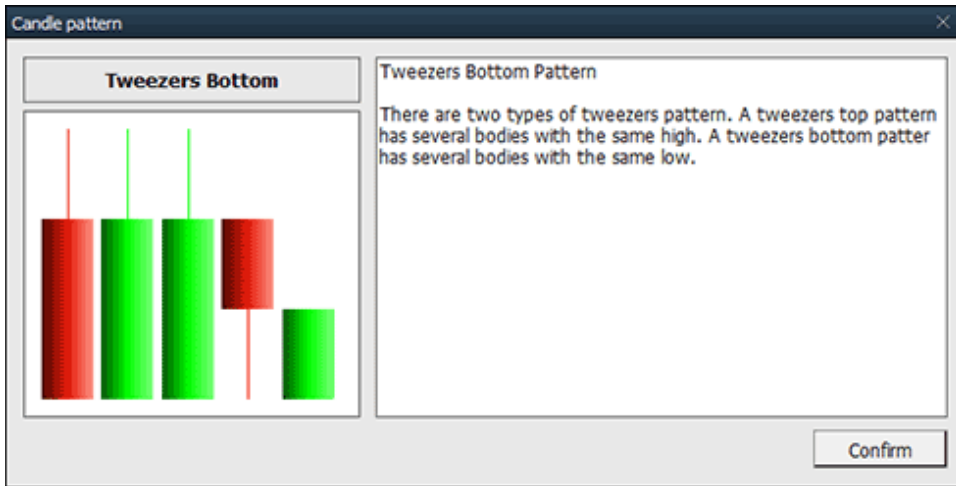 Candle pattern
Tweezers Bottom
Tweezers Bottom Pattern
There are two types of tweezers pattern. A tweezers top pattern
has several bodies with the same high. A tweezers bottom patter
has several bodies with the same low.
Confirm